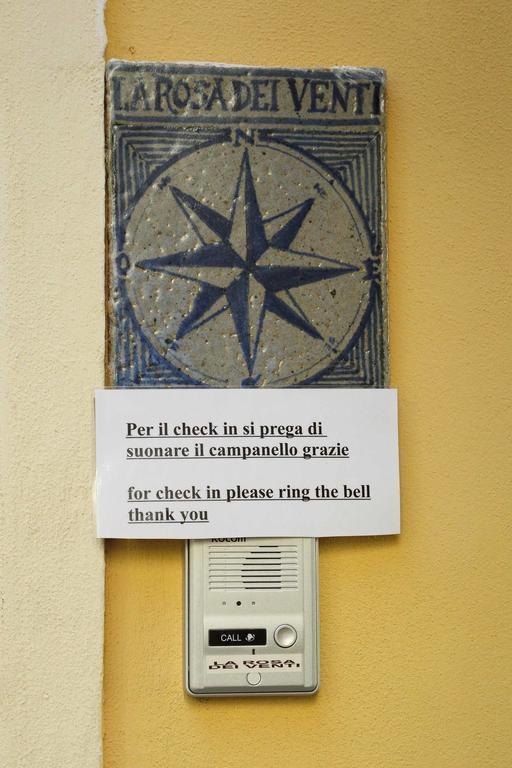 LA ROSA DEI VENTI
N
O
E
Per il check in si prega di
suonare il campanello grazie
for check in please ring the bell
thank you
KOCOM
CALL
LA ROSA
DEI VENTI